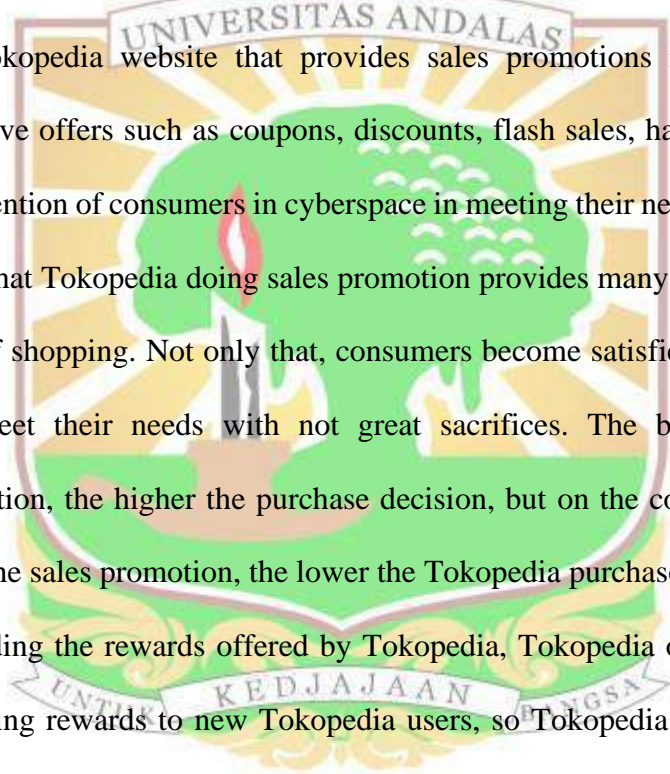 UNIVERSITAS ANDALAS
okopedia website that provides sales promotions
ve offers such as coupons, discounts, flash sales, ha
ention of consumers in cyberspace in meeting their ne
hat Tokopedia doing sales promotion provides many
f shopping. Not only that, consumers become satisfie
eet their needs with not great sacrifices. The b
tion, the higher the purchase decision, but on the co
ne sales promotion, the lower the Tokopedia purchase
ding the rewards offered by Tokopedia, Tokopedia o
ing rewards to new Tokopedia users, so Tokopedia
UNTUK KEDJAJAAN BANGSA